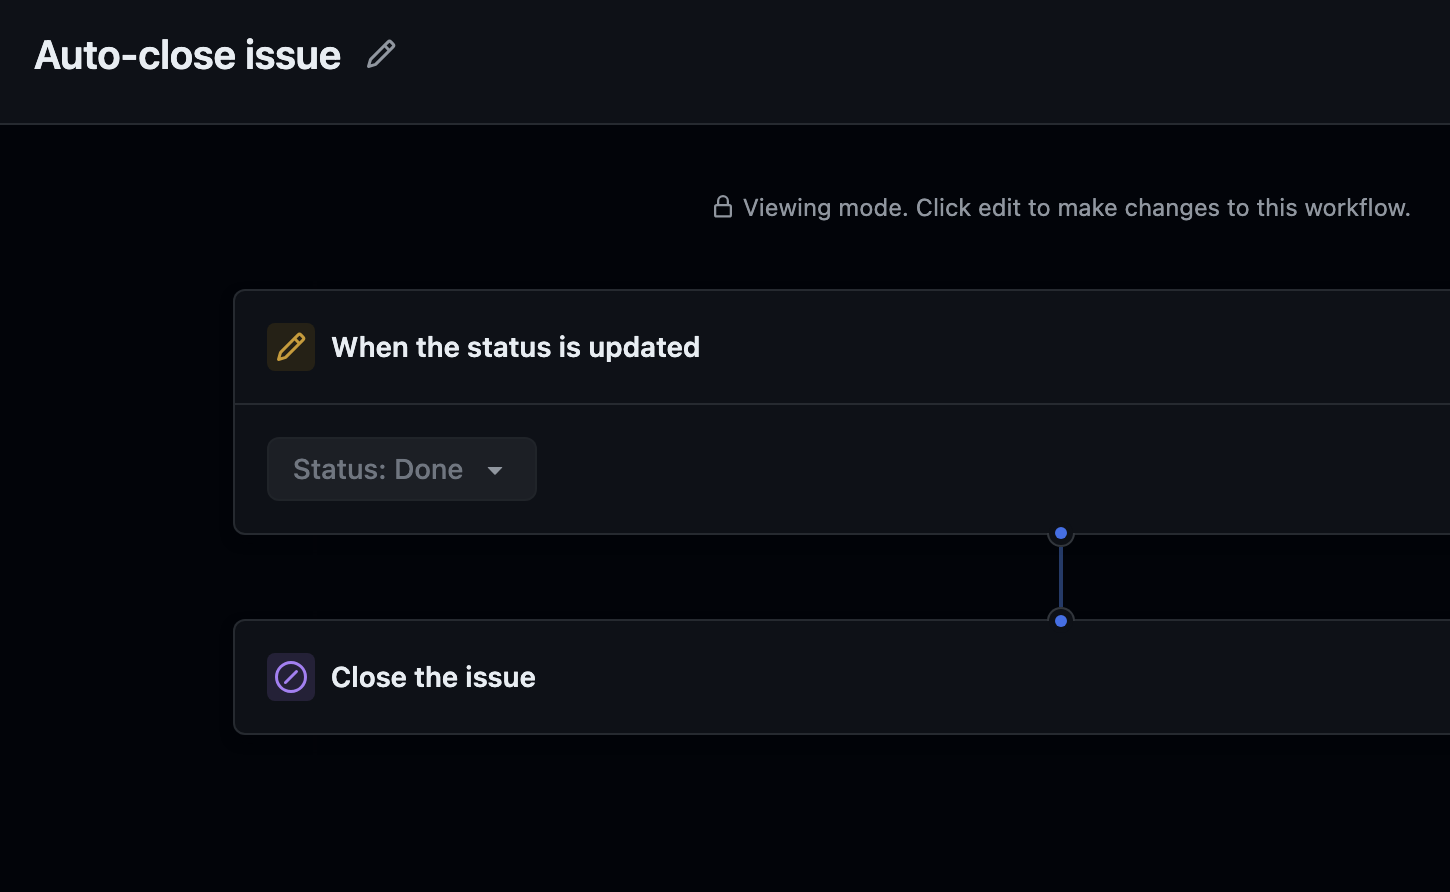 Auto-close issue
Viewing mode. Click edit to make changes to this workflow.
When the status is updated
Status: Done
Close the issue